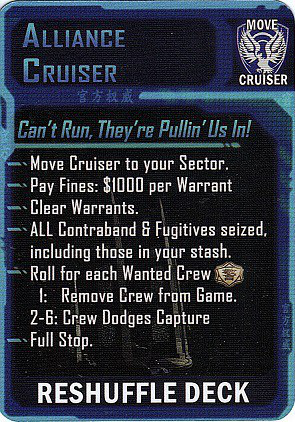 ALLIANCE
CRUISER
MOVE
CRUISER
官方权威
Can't Run, They're Pullin' Us In!
Move Cruiser to your Sector.
Pay Fines: $1000 per Warrant
Clear Warrants.
ALL Contraband & Fugitives seized,
including those in your stash.
Roll for each Wanted Crew
1: Remove Crew from Game.
2-6: Crew Dodges Capture
Full Stop.
RESHUFFLE DECK